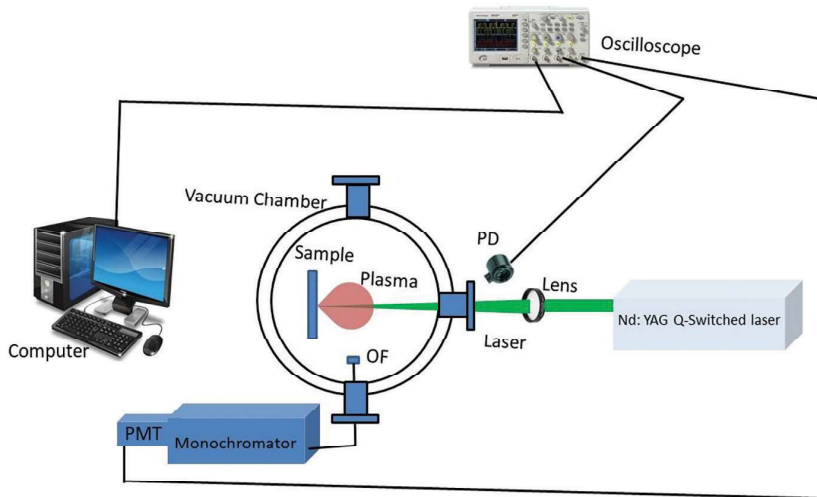 Oscilloscope
Vacuum Chamber
PD
Sample
Plasma
Lens
Nd: YAG Q-Switched laser
Laser
Computer
OF
PMT
Monochromator